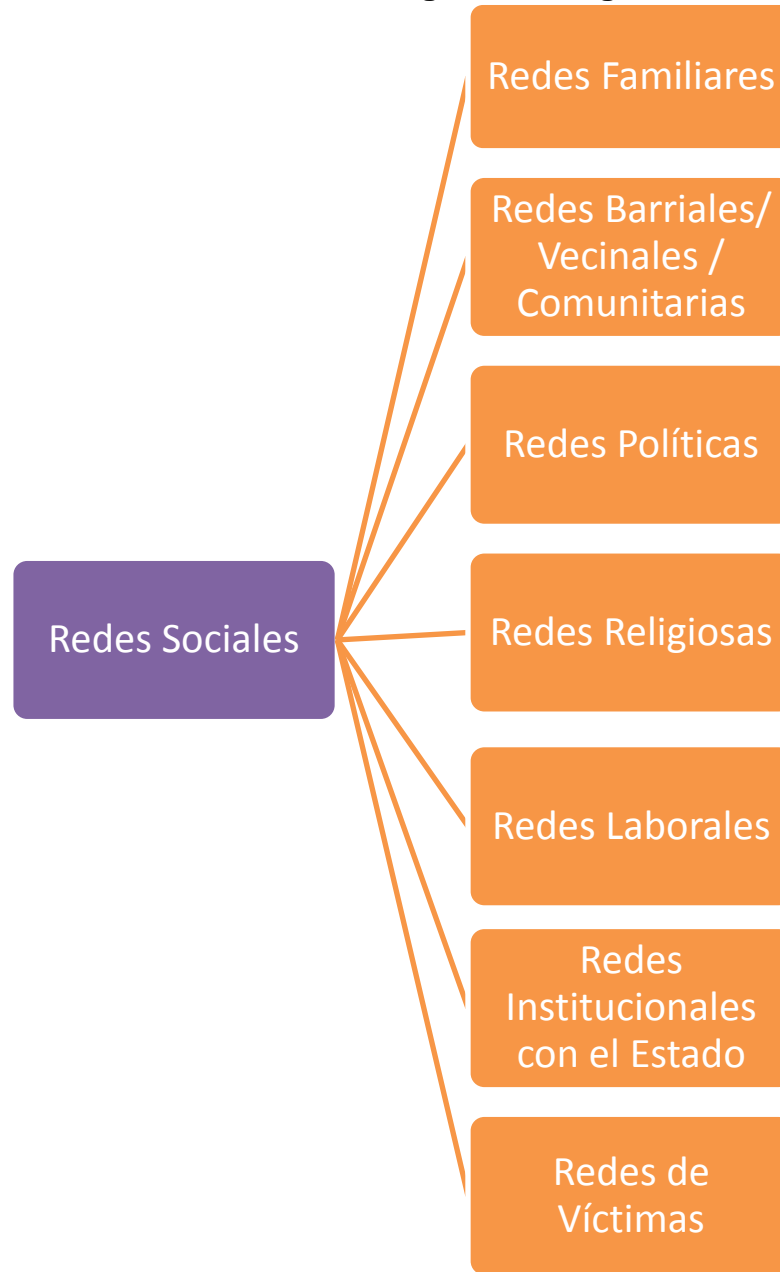 Redes Familiares
Redes Barriales/
Vecinales /
Comunitarias
Redes Políticas
Redes Sociales
Redes Religiosas
Redes Laborales
Redes
Institucionales
con el Estado
Redes de
Víctimas